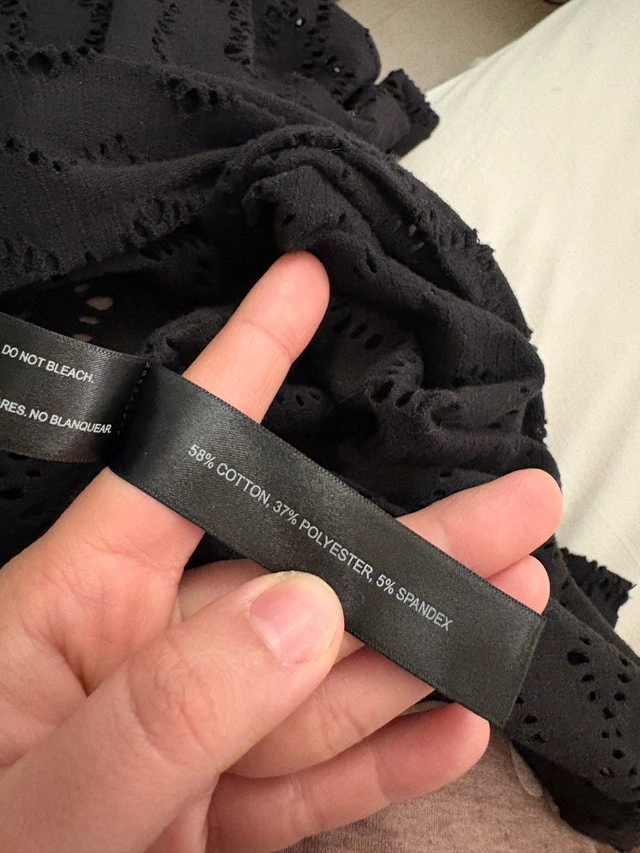 DO NOT BLEACH.
RES. NO BLANQUEAR
58% COTTON, 37% POLYESTER, 5% SPANDEX